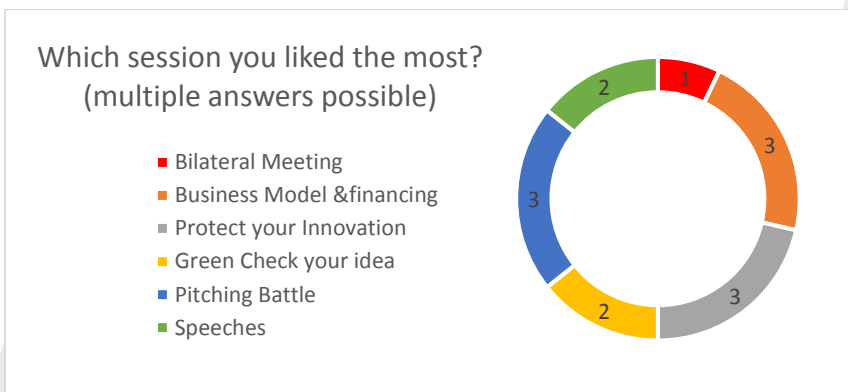 Which session you liked the most?
(multiple answers possible)
Bilateral Meeting
Business Model &financing
Protect your Innovation
Green Check your idea
Pitching Battle
Speeches
1
3
3
2
3
2